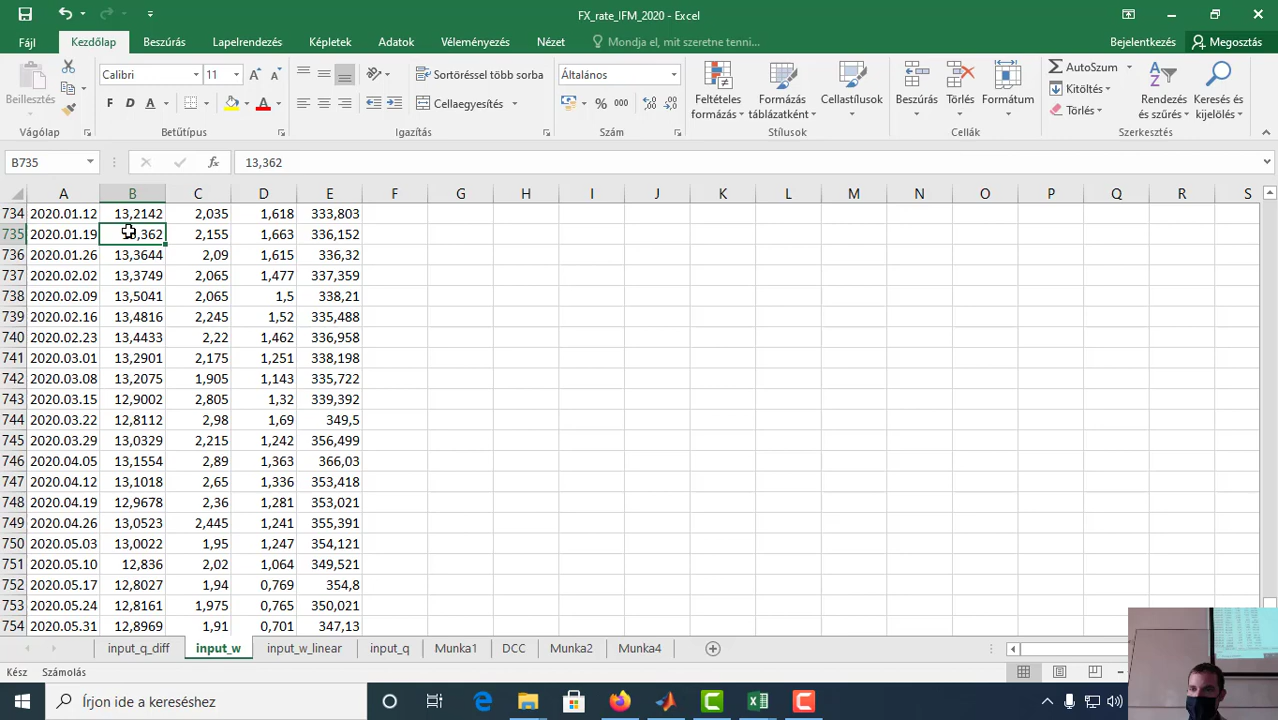 FX_rate_IFM_2020 - Excel
Fájl Kezdőlap Beszúrás Lapelrendezés Képletek Adatok Véleményezés Nézet Mondja el, mit szeretne tenni... Bejelentkezés Megosztás
Beillesztés
Calibri 11
F D A
Sortöréssel több sorba
Cellaegyesítés
Általános
% 000
Feltételes formázás
Formázás táblázatként
Cellastílusok
Beszúrás Törlés Formátum
AutoSzum
Kitöltés
Törlés
Rendezés és szűrés
Keresés és kijelölés
Vágólap Betűtípus Igazítás Szám Stílusok Cellák Szerkesztés
B735 fx 13,362
A B C D E F G H I J K L M N O P Q R S
734 2020.01.12 13,2142 2,035 1,618 333,803
735 2020.01.19 ,362 2,155 1,663 336,152
736 2020.01.26 13,3644 2,09 1,615 336,32
737 2020.02.02 13,3749 2,065 1,477 337,359
738 2020.02.09 13,5041 2,065 1,5 338,21
739 2020.02.16 13,4816 2,245 1,52 335,488
740 2020.02.23 13,4433 2,22 1,462 336,958
741 2020.03.01 13,2901 2,175 1,251 338,198
742 2020.03.08 13,2075 1,905 1,143 335,722
743 2020.03.15 12,9002 2,805 1,32 339,392
744 2020.03.22 12,8112 2,98 1,69 349,5
745 2020.03.29 13,0329 2,215 1,242 356,499
746 2020.04.05 13,1554 2,89 1,363 366,03
747 2020.04.12 13,1018 2,65 1,336 353,418
748 2020.04.19 12,9678 2,36 1,281 353,021
749 2020.04.26 13,0523 2,445 1,241 355,391
750 2020.05.03 13,0022 1,95 1,247 354,121
751 2020.05.10 12,836 2,02 1,064 349,521
752 2020.05.17 12,8027 1,94 0,769 354,8
753 2020.05.24 12,8161 1,975 0,765 350,021
754 2020.05.31 12,8969 1,91 0,701 347,13
input_q_diff input_w input_w_linear input_q Munka1 DCC Munka2 Munka4
Kész Számolás
Írjon ide a kereséshez